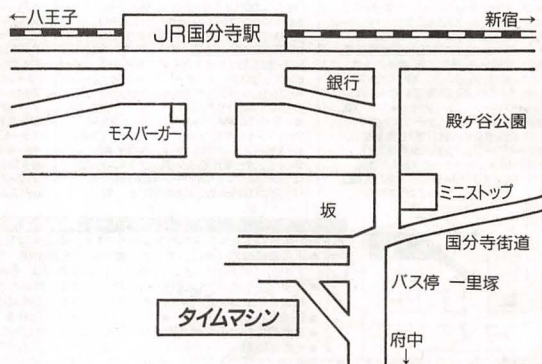 ←八王子
新宿→
JR国分寺駅
銀行
殿ヶ谷公園
モスバーガー
ミニストップ
坂
国分寺街道
バス停 一里塚
タイムマシン
府中
↓